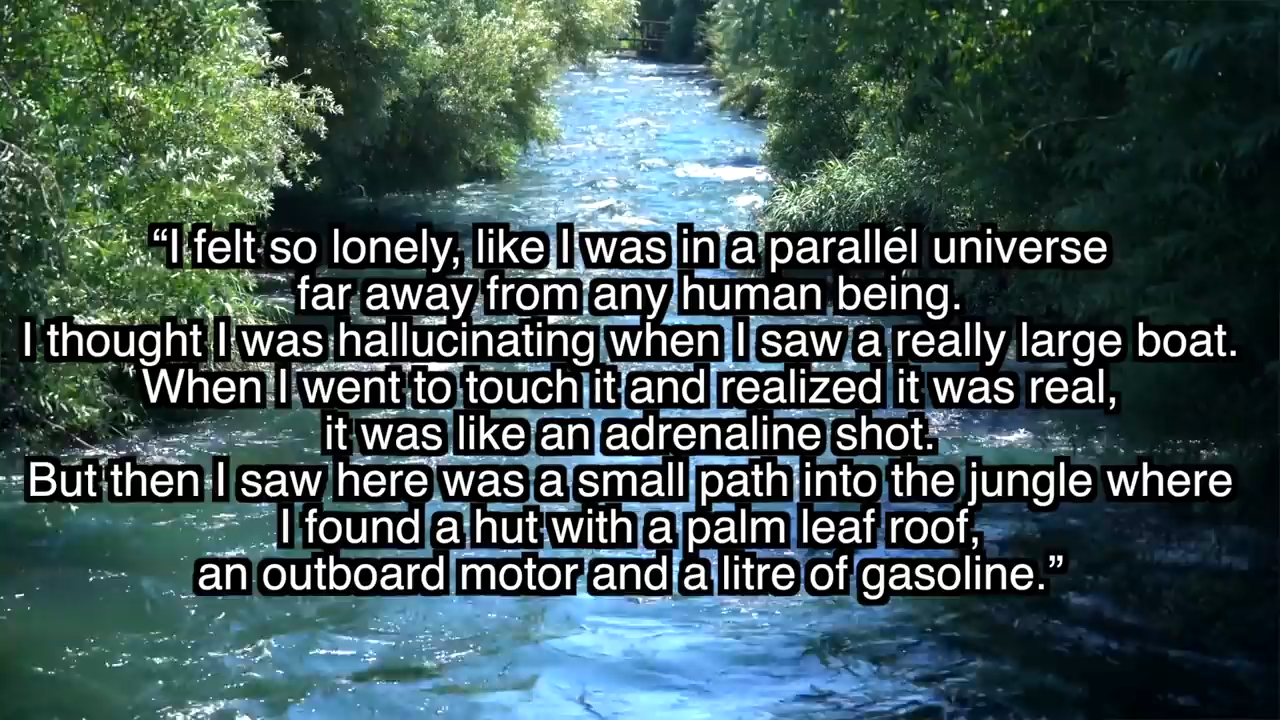 “I felt so lonely, like I was in a parallel universe
far away from any human being.
I thought I was hallucinating when I saw a really large boat.
When I went to touch it and realized it was real,
it was like an adrenaline shot.
But then I saw here was a small path into the jungle where
I found a hut with a palm leaf roof,
an outboard motor and a litre of gasoline.”